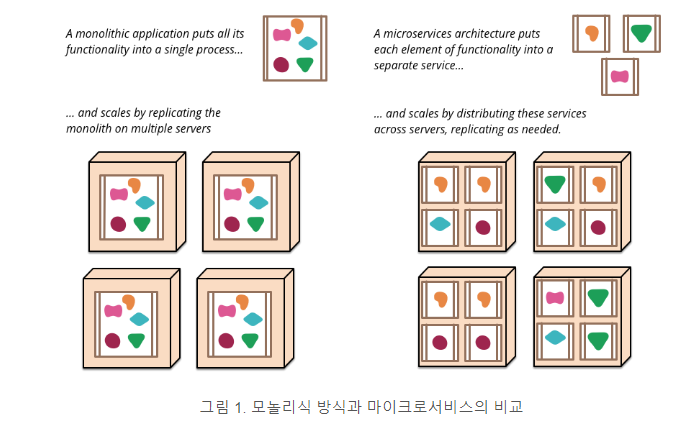 A monolithic application puts all its
functionality into a single process...
... and scales by replicating the
monolith on multiple servers
A microservices architecture puts
each element of functionality into a
separate service...
... and scales by distributing these services
across servers, replicating as needed.
그림 1. 모놀리식 방식과 마이크로서비스의 비교